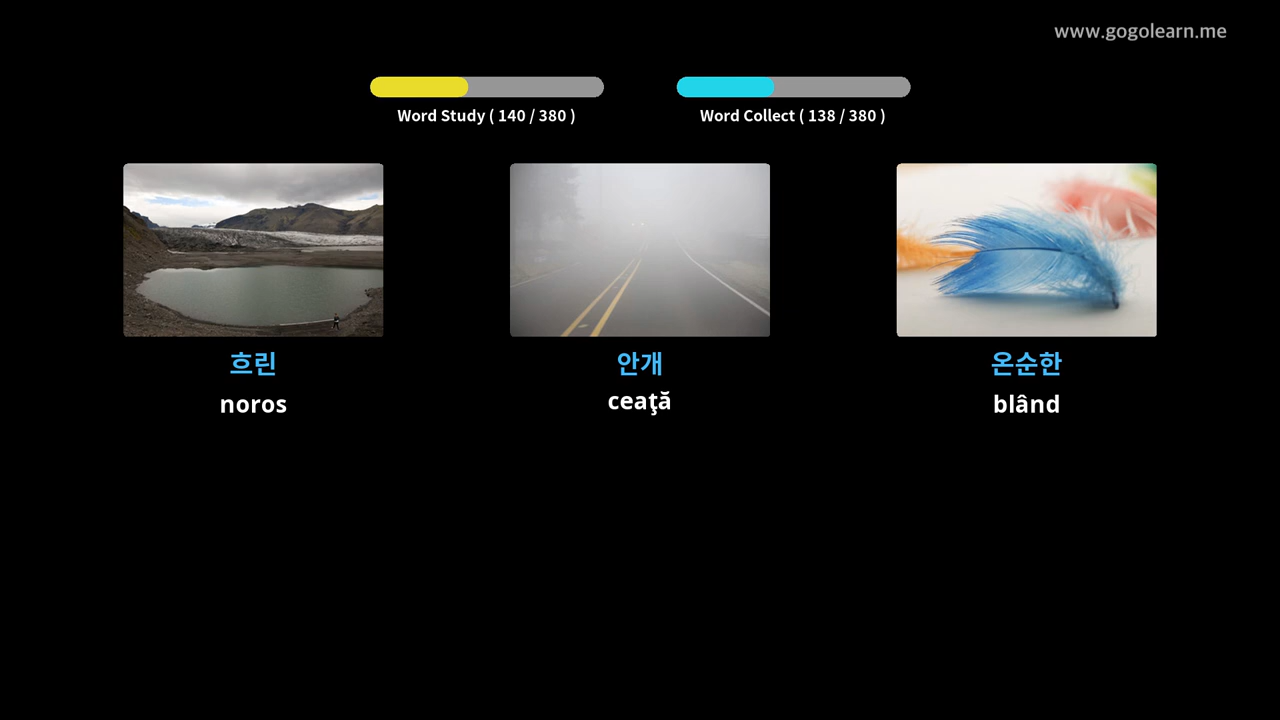 www.gogolearn.me
Word Study ( 140 / 380 )
Word Collect ( 138 / 380 )
흐린
안개
온순한
noros
ceaţă
blând